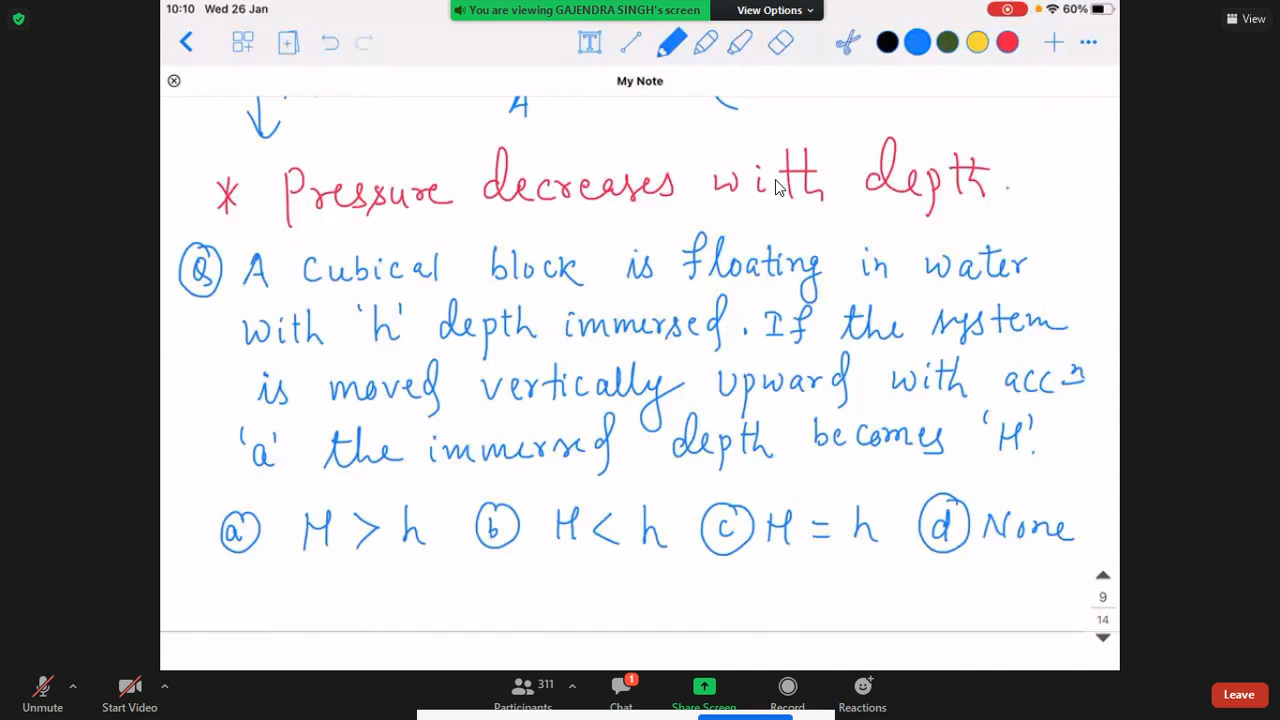 10:10 Wed 26 Jan
You are viewing GAJENDRA SINGH's screen
View Options
60%
View
My Note
A
* Pressure decreases with depth.
Q A cubical block is floating in water
with 'h' depth immersed. If the system
is moved vertically upward with accn
'a' the immersed depth becomes 'H'.
a H > h b H < h c H = h d None
9
14
Unmute
Start Video
311
Participants
1
Chat
Share Screen
Record
Reactions
Leave